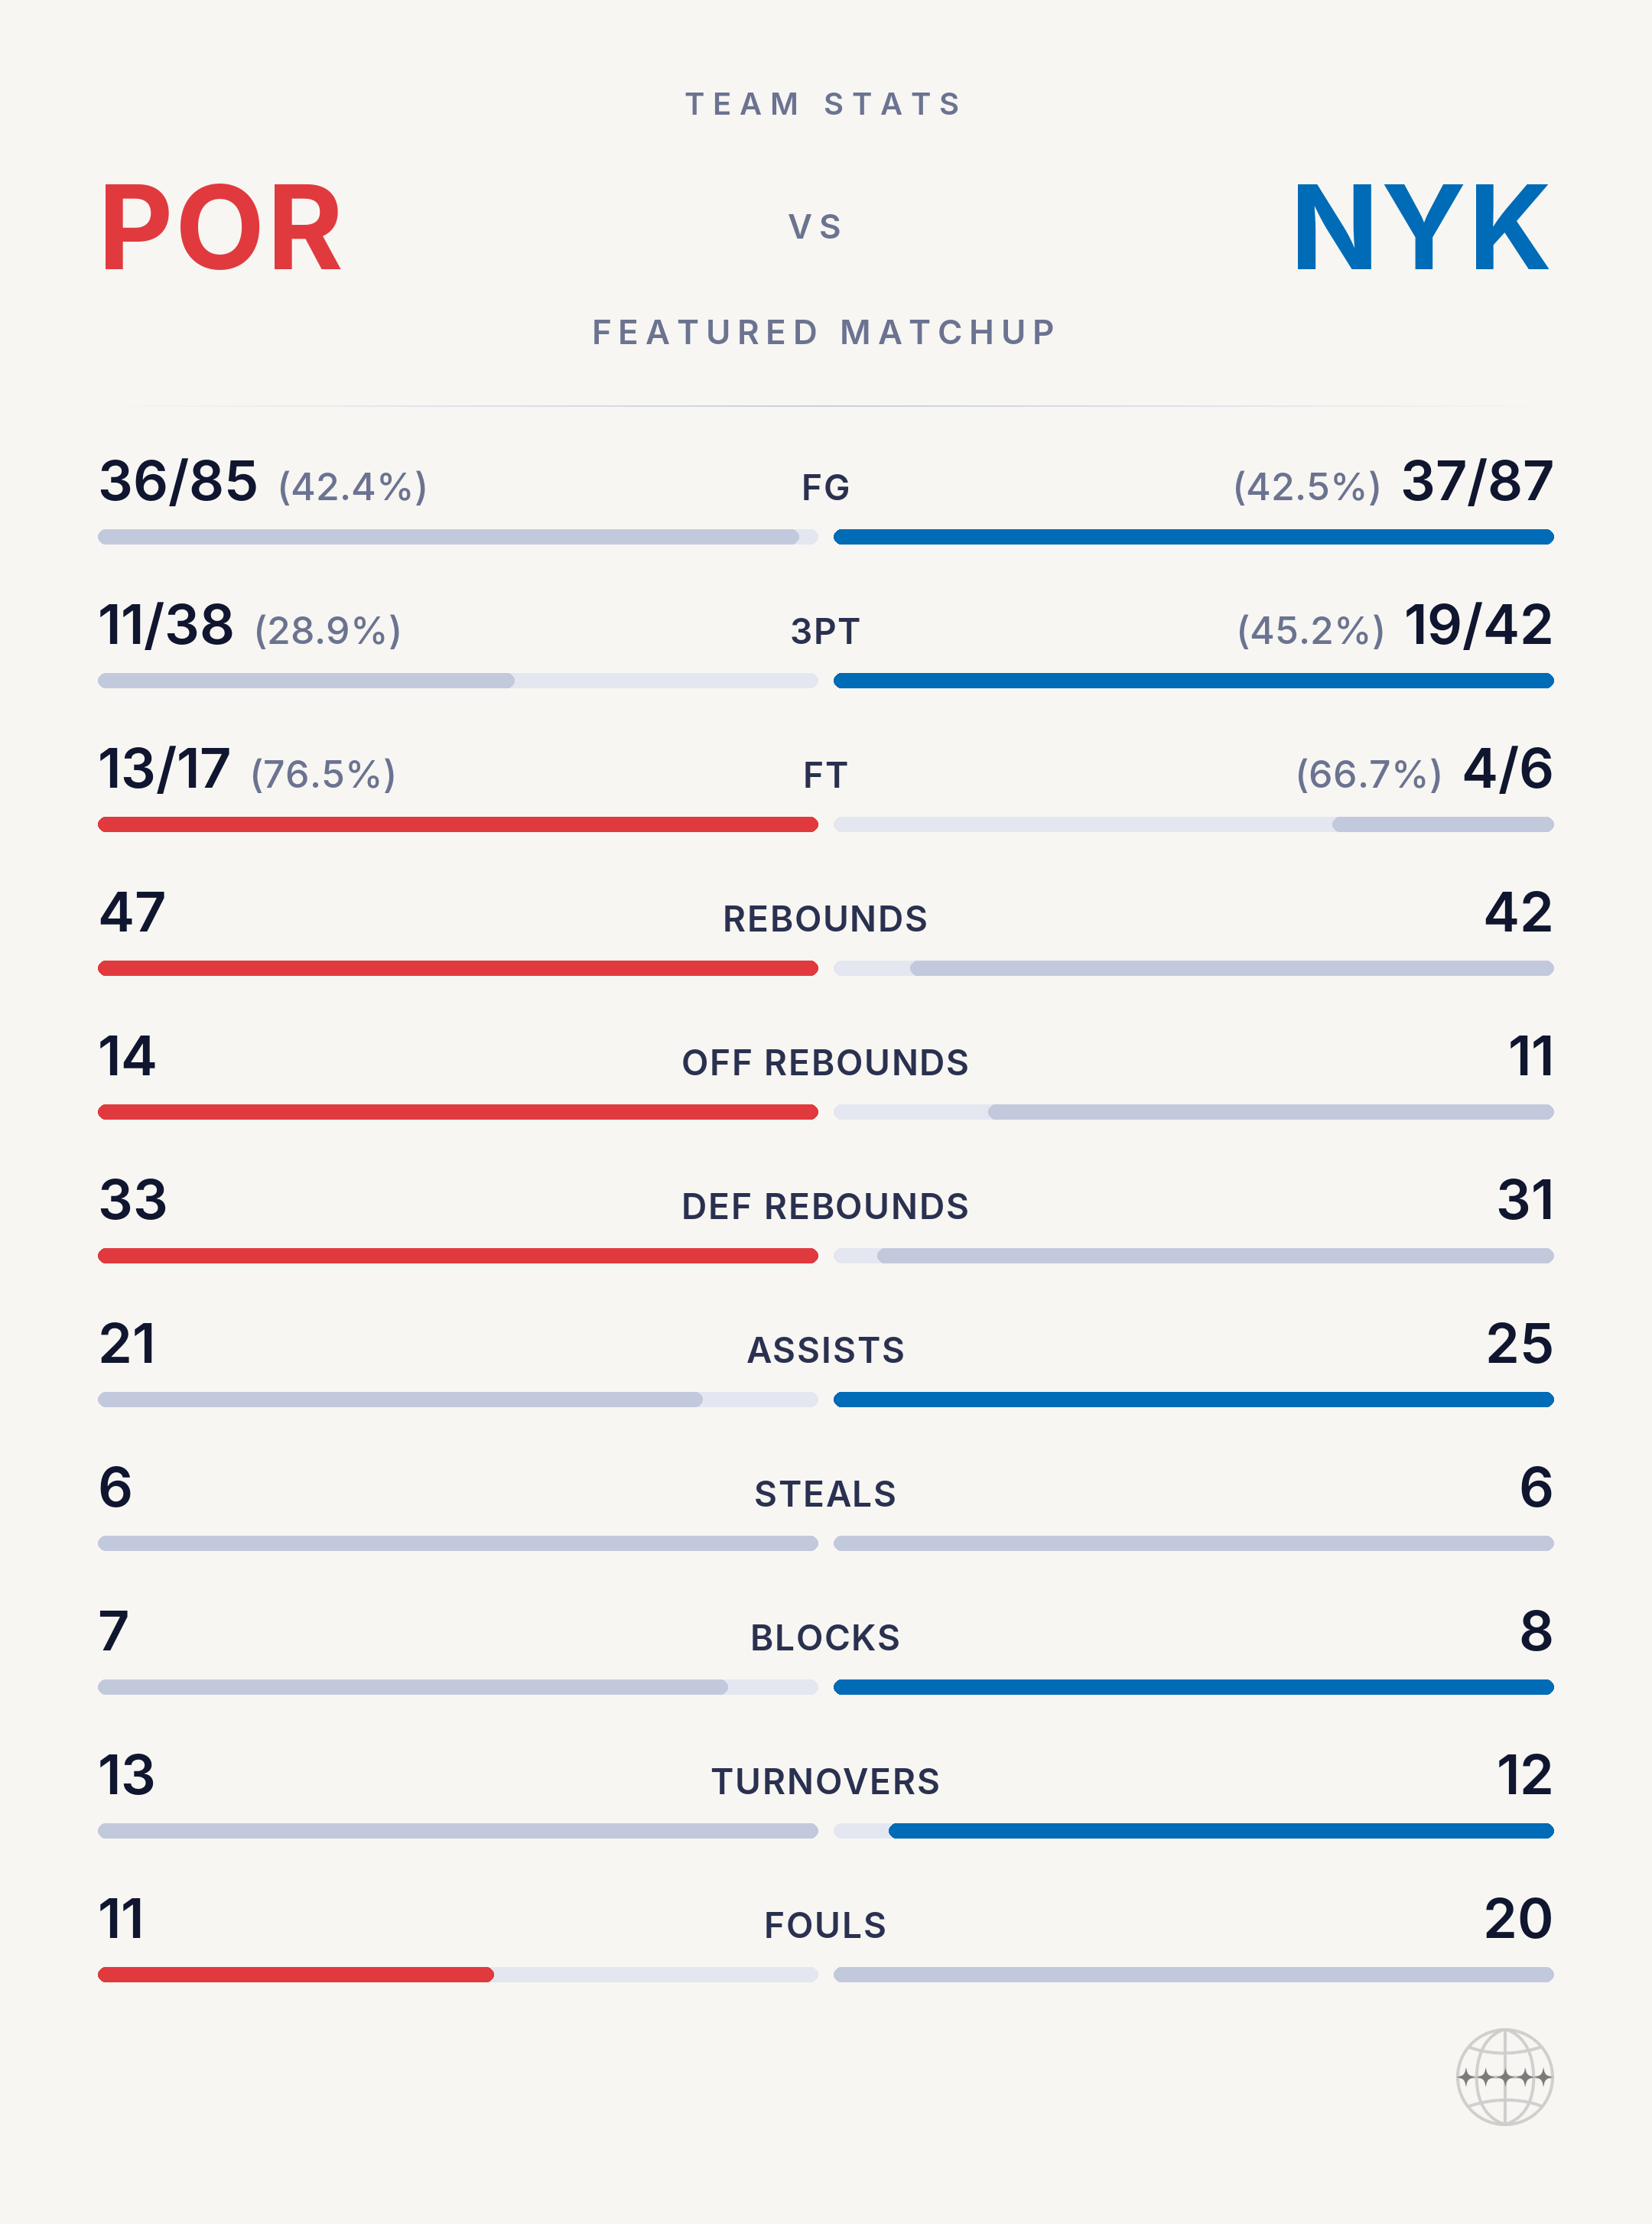 TEAM STATS
POR VS NYK
FEATURED MATCHUP
36/85 (42.4%) FG (42.5%) 37/87
11/38 (28.9%) 3PT (45.2%) 19/42
13/17 (76.5%) FT (66.7%) 4/6
47 REBOUNDS 42
14 OFF REBOUNDS 11
33 DEF REBOUNDS 31
21 ASSISTS 25
6 STEALS 6
7 BLOCKS 8
13 TURNOVERS 12
11 FOULS 20